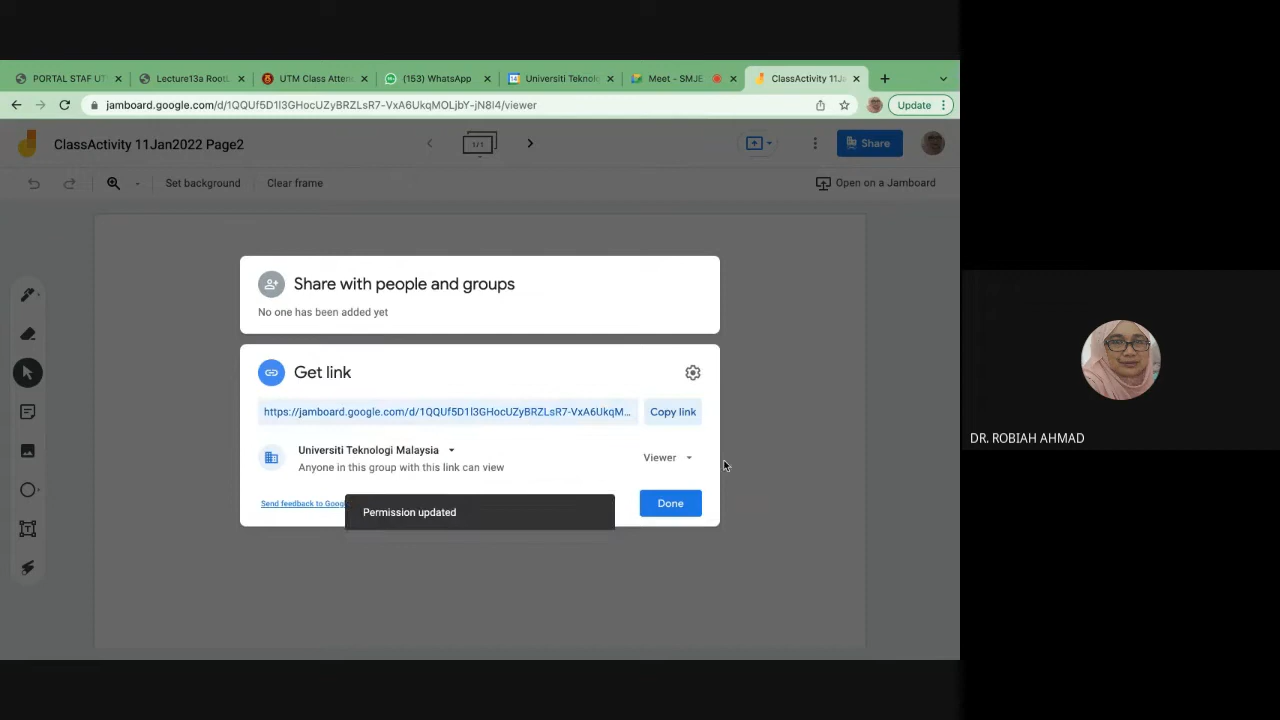 PORTAL STAF UT
Lecture13a RootL
UTM Class Atten
(153) WhatsApp
Universiti Teknol
Meet - SMJE
ClassActivity 11Ja
jamboard.google.com/d/1QQUf5D1l3GHocUZyBRZLsR7-VxA6UkqMOLjbY-jN8I4/viewer
Update
ClassActivity 11Jan2022 Page2
1/1
Share
Set background
Clear frame
Open on a Jamboard
Share with people and groups
No one has been added yet
Get link
https://jamboard.google.com/d/1QQUf5D1l3GHocUZyBRZLsR7-VxA6UkqM...
Copy link
Universiti Teknologi Malaysia
Anyone in this group with this link can view
Viewer
Send feedback to Googl
Permission updated
Done
DR. ROBIAH AHMAD